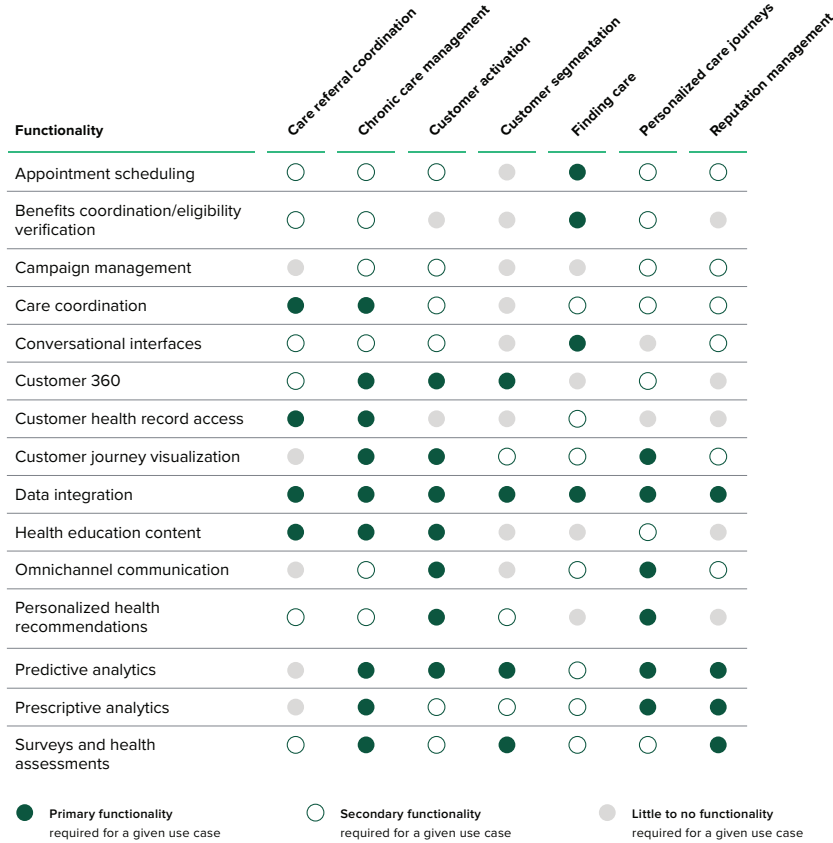 Care referral coordination
Chronic care management
Customer activation
Customer segmentation
Finding care
Personalized care journeys
Reputation management
Functionality
Appointment scheduling
Benefits coordination/eligibility
verification
Campaign management
Care coordination
Conversational interfaces
Customer 360
Customer health record access
Customer journey visualization
Data integration
Health education content
Omnichannel communication
Personalized health
recommendations
Predictive analytics
Prescriptive analytics
Surveys and health
assessments
Primary functionality
required for a given use case
Secondary functionality
required for a given use case
Little to no functionality
required for a given use case